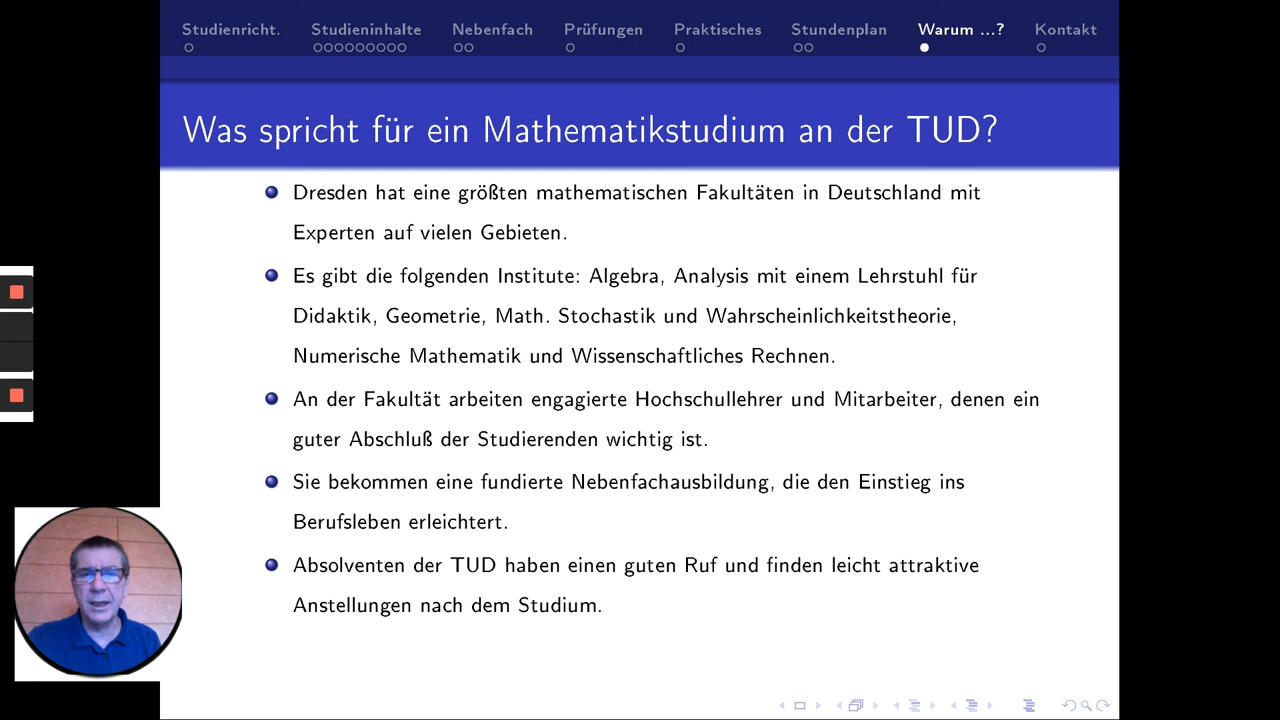 Studienricht. Studieninhalte Nebenfach Prüfungen Praktisches Stundenplan Warum ...? Kontakt
Was spricht für ein Mathematikstudium an der TUD?
Dresden hat eine größten mathematischen Fakultäten in Deutschland mit
Experten auf vielen Gebieten.
Es gibt die folgenden Institute: Algebra, Analysis mit einem Lehrstuhl für
Didaktik, Geometrie, Math. Stochastik und Wahrscheinlichkeitstheorie,
Numerische Mathematik und Wissenschaftliches Rechnen.
An der Fakultät arbeiten engagierte Hochschullehrer und Mitarbeiter, denen ein
guter Abschluß der Studierenden wichtig ist.
Sie bekommen eine fundierte Nebenfachausbildung, die den Einstieg ins
Berufsleben erleichtert.
Absolventen der TUD haben einen guten Ruf und finden leicht attraktive
Anstellungen nach dem Studium.